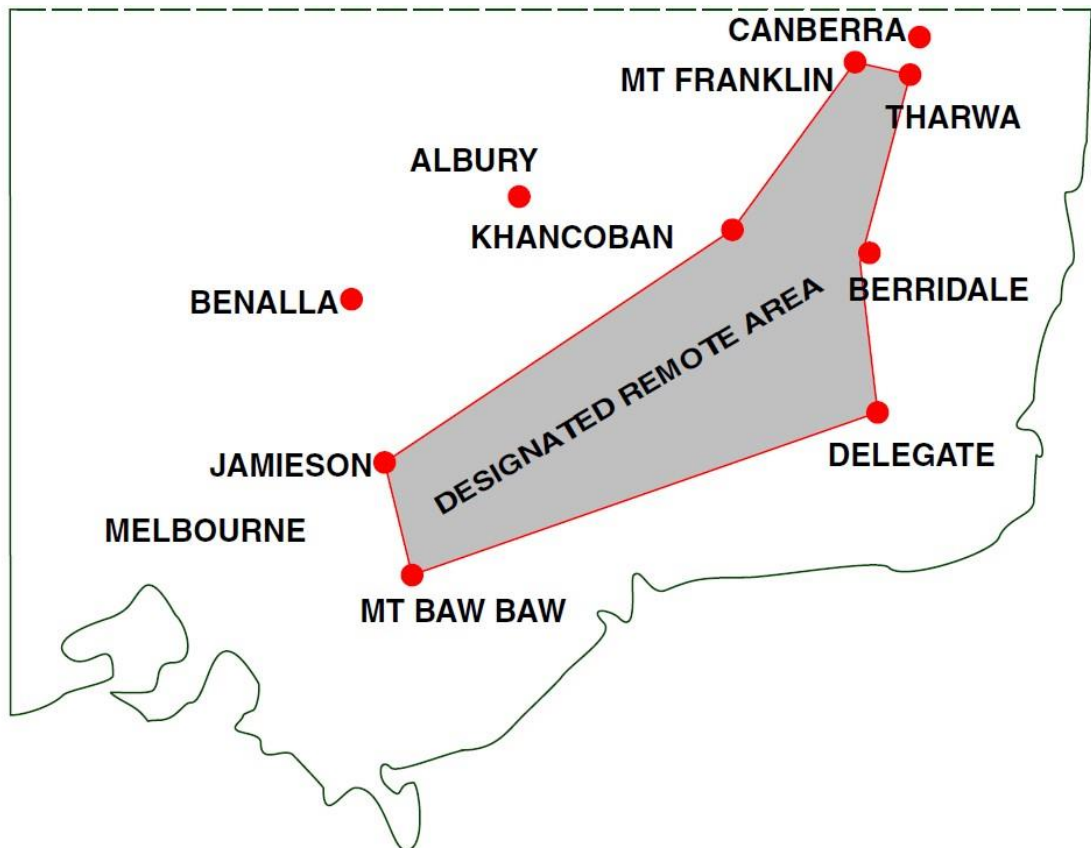 CANBERRA
MT FRANKLIN
THARWA
ALBURY
KHANCOBAN
BENALLA
BERRIDALE
DESIGNATED REMOTE AREA
JAMIESON
DELEGATE
MELBOURNE
MT BAW BAW